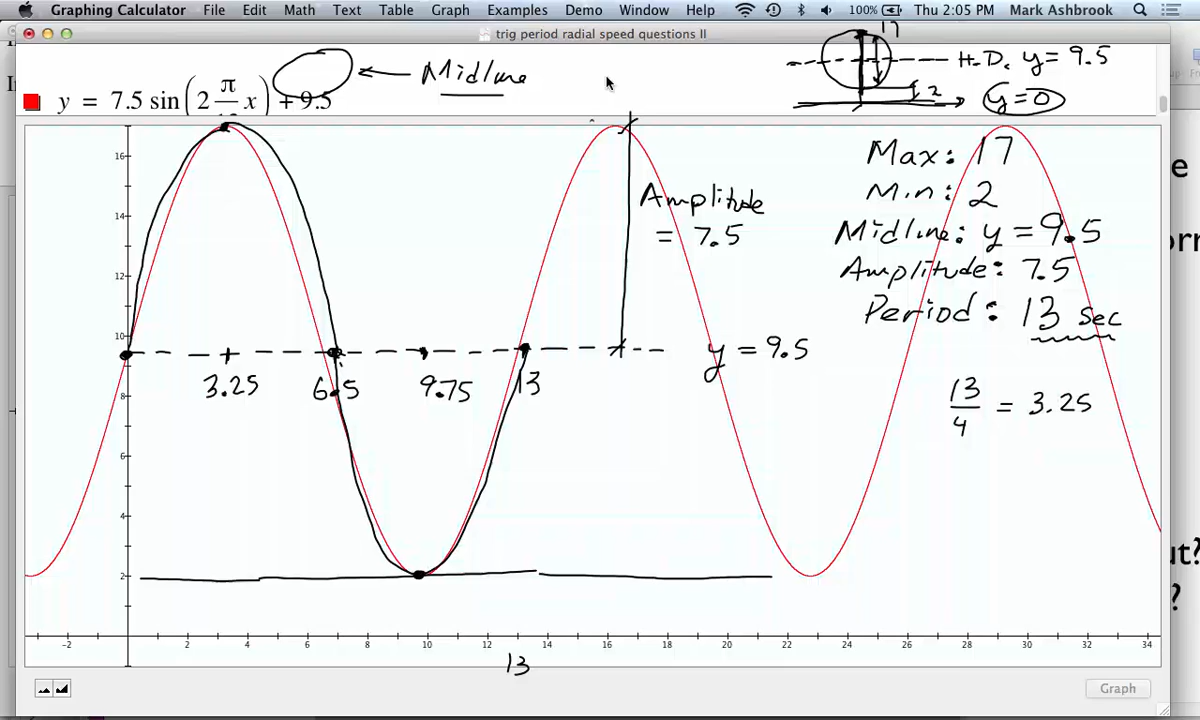 Graphing Calculator File Edit Math Text Table Graph Examples Demo Window Help 100% Thu 2:05 PM Mark Ashbrook
trig period radial speed questions II
y = 7.5 sin(2 π x) + 9.5
Midline
17
H.D. y = 9.5
2
y=0
Max: 17
Min: 2
Midline: y = 9.5
Amplitude: 7.5
Period: 13 sec
13/4 = 3.25
Amplitude
= 7.5
y = 9.5
3.25 6.5 9.75 13
16
14
12
10
8
6
4
2
-2 2 4 6 8 10 12 14 16 18 20 22 24 26 28 30 32 34
13
Graph